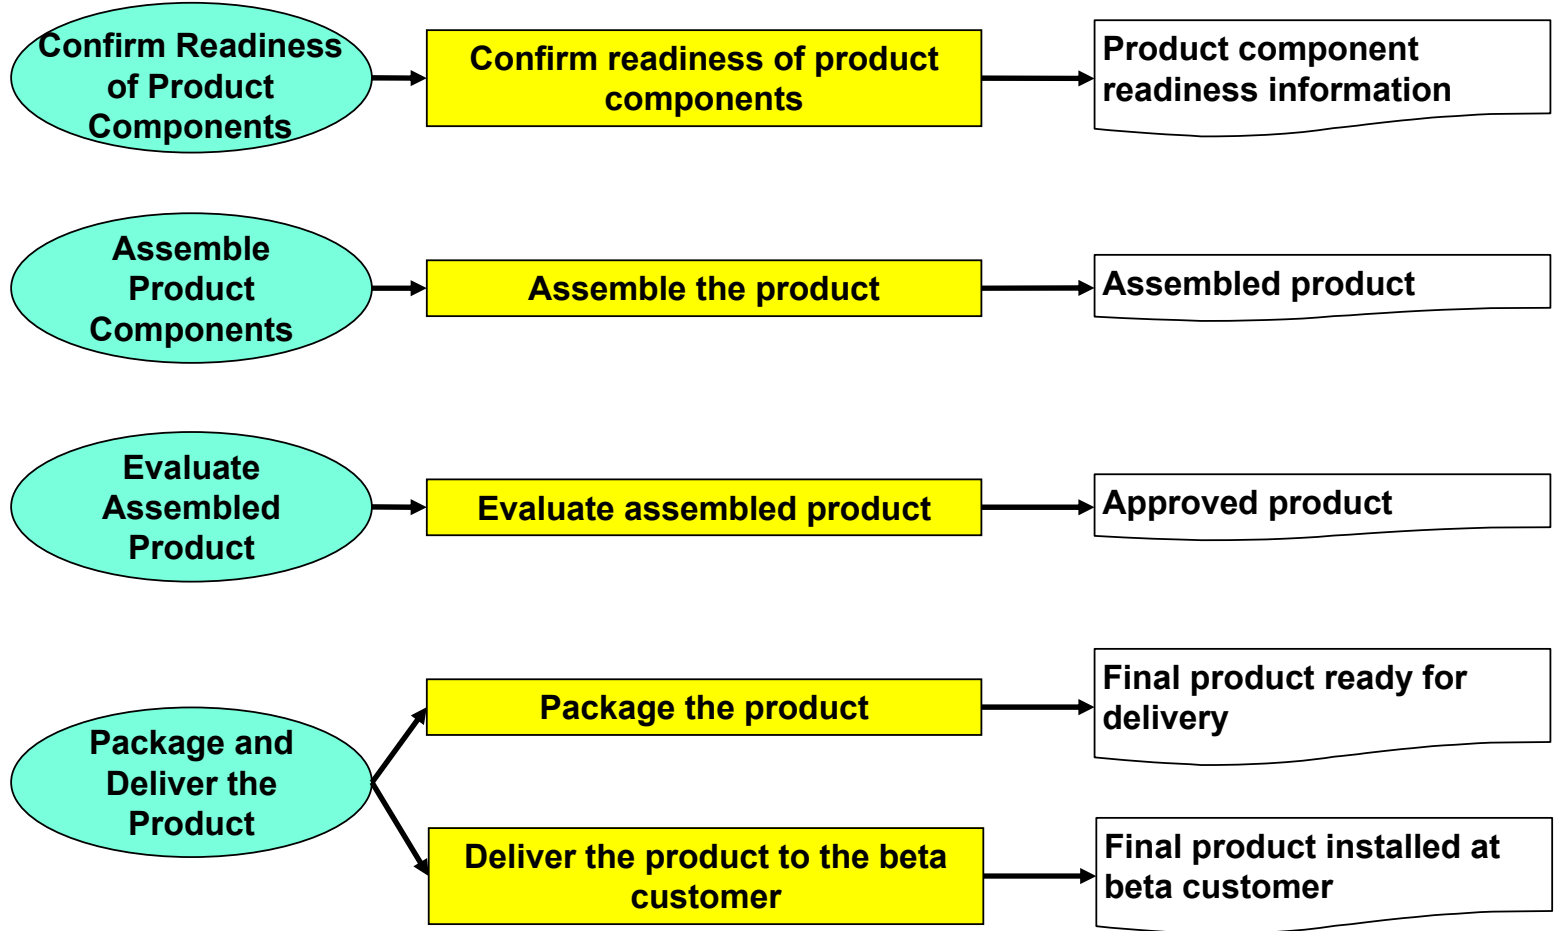 Confirm Readiness
of Product
Components
Confirm readiness of product
components
Product component
readiness information
Assemble
Product
Components
Assemble the product
Assembled product
Evaluate
Assembled
Product
Evaluate assembled product
Approved product
Package and
Deliver the
Product
Package the product
Final product ready for
delivery
Deliver the product to the beta
customer
Final product installed at
beta customer